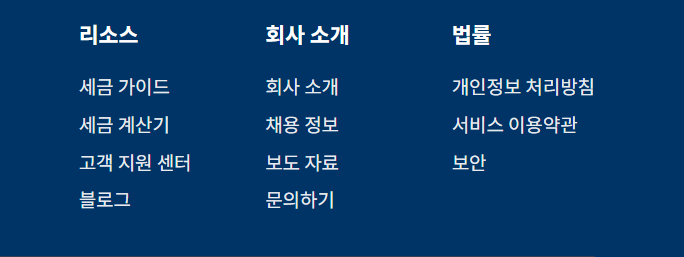 리소스
세금 가이드
세금 계산기
고객 지원 센터
블로그
회사 소개
회사 소개
채용 정보
보도 자료
문의하기
법률
개인정보 처리방침
서비스 이용약관
보안